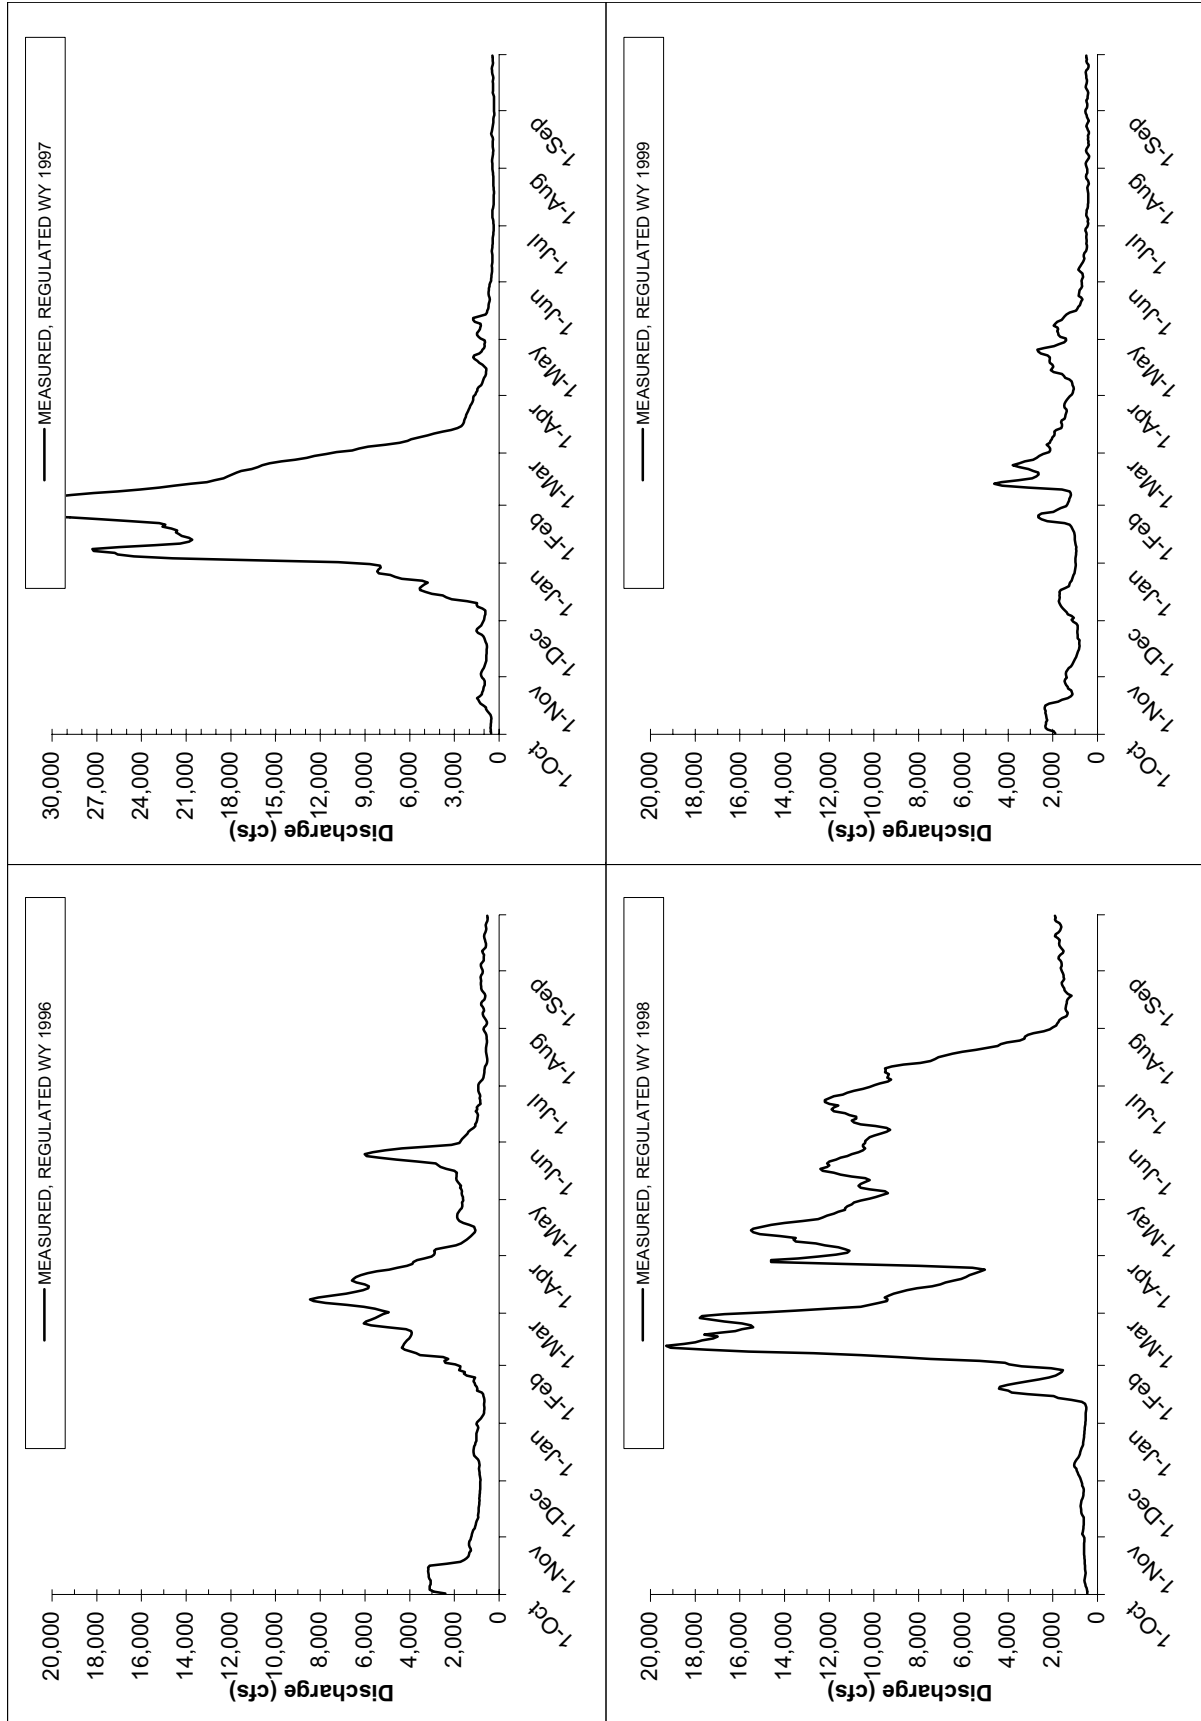 MEASURED, REGULATED WY 1996
20,000
18,000
16,000
14,000
12,000
10,000
8,000
6,000
4,000
2,000
0
Discharge (cfs)
1-Oct
1-Nov
1-Dec
1-Jan
1-Feb
1-Mar
1-Apr
1-May
1-Jun
1-Jul
1-Aug
1-Sep
MEASURED, REGULATED WY 1997
30,000
27,000
24,000
21,000
18,000
15,000
12,000
9,000
6,000
3,000
0
Discharge (cfs)
1-Oct
1-Nov
1-Dec
1-Jan
1-Feb
1-Mar
1-Apr
1-May
1-Jun
1-Jul
1-Aug
1-Sep
MEASURED, REGULATED WY 1998
20,000
18,000
16,000
14,000
12,000
10,000
8,000
6,000
4,000
2,000
0
Discharge (cfs)
1-Oct
1-Nov
1-Dec
1-Jan
1-Feb
1-Mar
1-Apr
1-May
1-Jun
1-Jul
1-Aug
1-Sep
MEASURED, REGULATED WY 1999
20,000
18,000
16,000
14,000
12,000
10,000
8,000
6,000
4,000
2,000
0
Discharge (cfs)
1-Oct
1-Nov
1-Dec
1-Jan
1-Feb
1-Mar
1-Apr
1-May
1-Jun
1-Jul
1-Aug
1-Sep